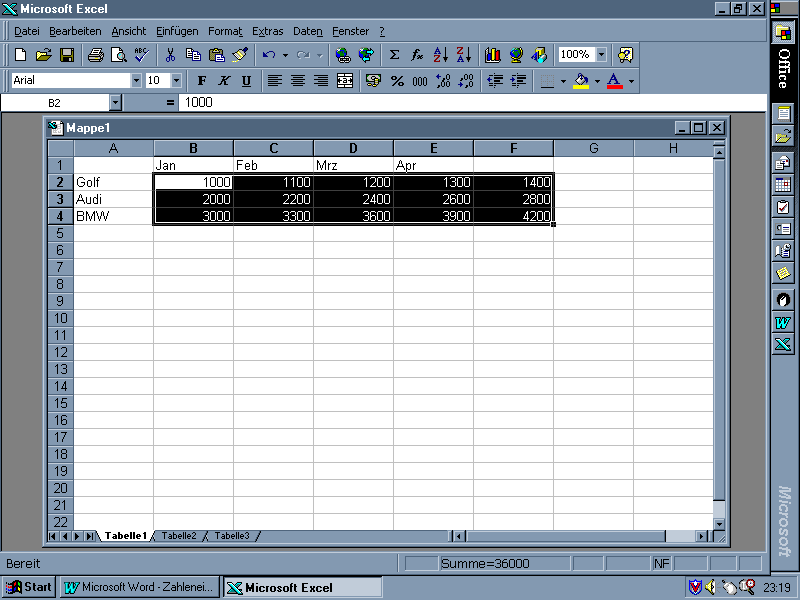 Microsoft Excel
Datei Bearbeiten Ansicht Einfügen Format Extras Daten Fenster ?
100%
Arial 10 F K U % 000
B2 = 1000
Mappe1
A B C D E F G H
1 Jan Feb Mrz Apr
2 Golf 1000 1100 1200 1300 1400
3 Audi 2000 2200 2400 2600 2800
4 BMW 3000 3300 3600 3900 4200
5
6
7
8
9
10
11
12
13
14
15
16
17
18
19
20
21
22
Tabelle1 Tabelle2 Tabelle3
Bereit Summe=36000 NF
Start Microsoft Word - Zahlenei... Microsoft Excel 23:19
Office
Microsoft